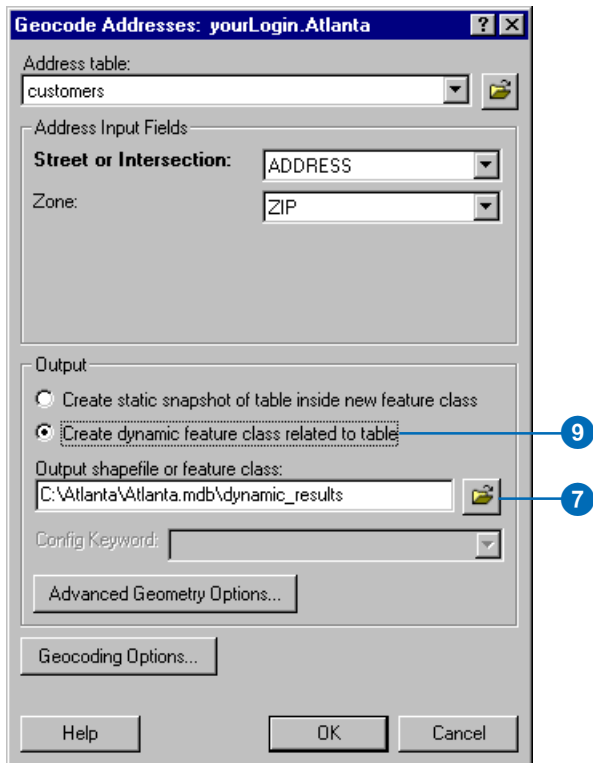 Geocode Addresses: yourLogin.Atlanta
Address table:
customers
Address Input Fields
Street or Intersection: ADDRESS
Zone: ZIP
Output
Create static snapshot of table inside new feature class
Create dynamic feature class related to table 9
Output shapefile or feature class:
C:\Atlanta\Atlanta.mdb\dynamic_results 7
Config Keyword:
Advanced Geometry Options...
Geocoding Options...
Help OK Cancel